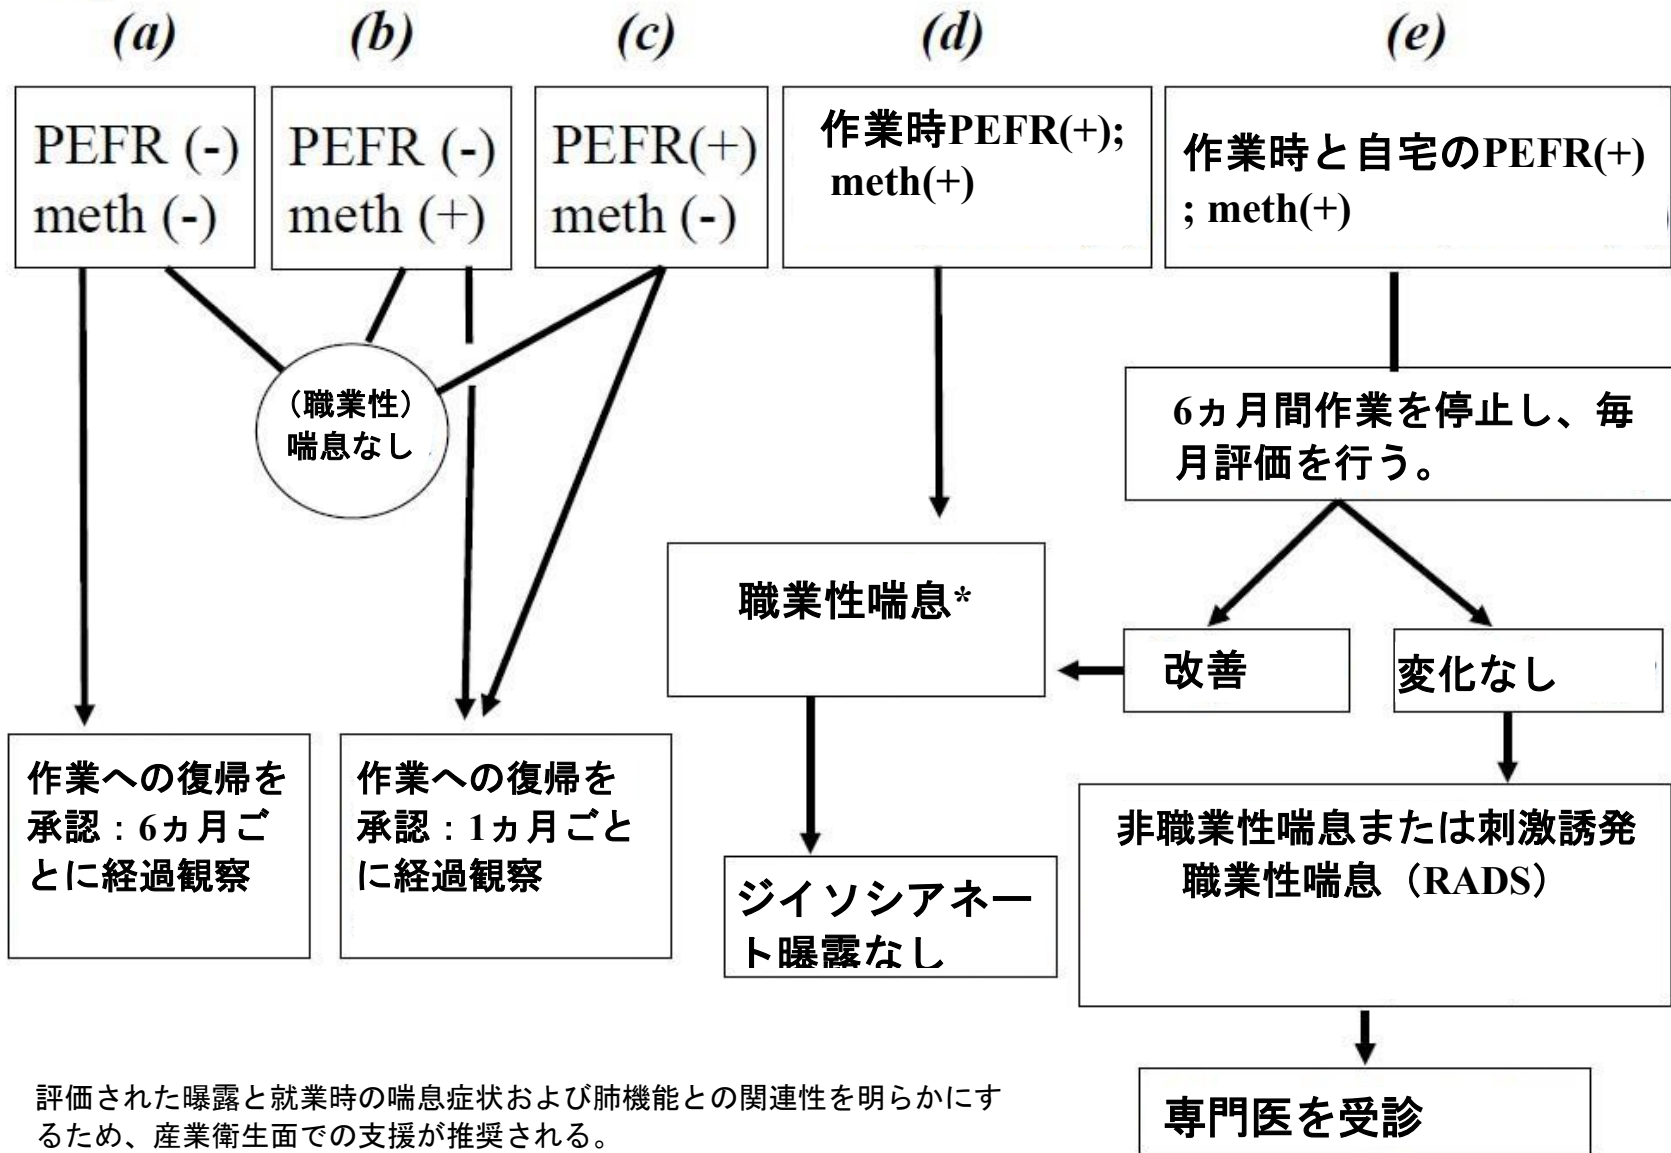 (a) (b) (c) (d) (e)
PEFR (-)
meth (-)
PEFR (-)
meth (+)
PEFR(+)
meth (-)
作業時PEFR(+);
meth(+)
作業時と自宅のPEFR(+)
; meth(+)
（職業性）
喘息なし
6ヵ月間作業を停止し、毎
月評価を行う。
職業性喘息*
改善
変化なし
作業への復帰を
承認：6ヵ月ご
とに経過観察
作業への復帰を
承認：1ヵ月ごと
に経過観察
ジイソシアネー
ト曝露なし
非職業性喘息または刺激誘発
職業性喘息（RADS）
専門医を受診
評価された曝露と就業時の喘息症状および肺機能との関連性を明らかにす
るため、産業衛生面での支援が推奨される。